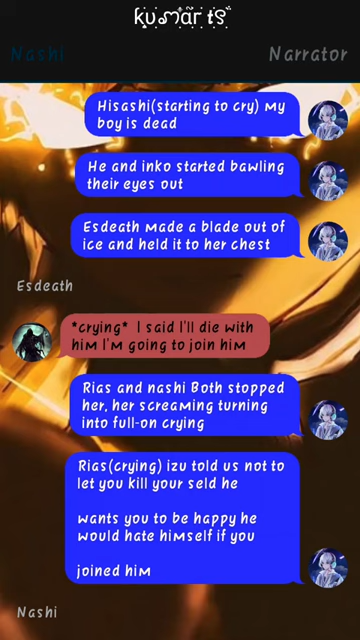 kumar ts
Nashi
Narrator
Hisashi(starting to cry) my
boy is dead
He and inko started bawling
their eyes out
Esdeath made a blade out of
ice and held it to her chest
Esdeath
*crying* I said I'll die with
him I'm going to join him
Rias and nashi Both stopped
her, her screaming turning
into full-on crying
Rias(crying) izu told us not to
let you kill your seld he
wants you to be happy he
would hate himself if you
joined him
Nashi